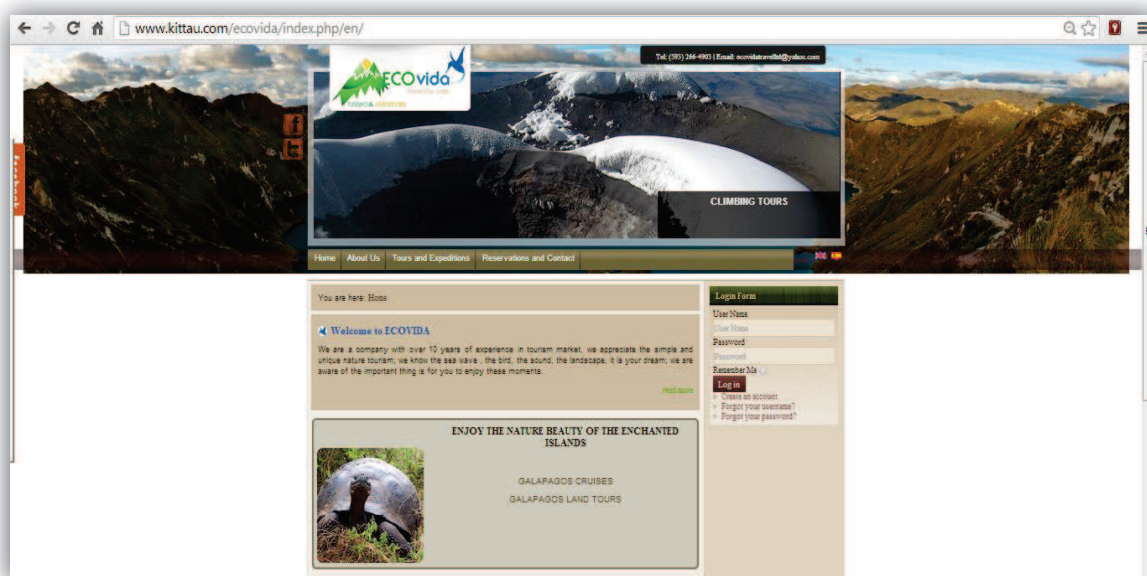 www.kittau.com/ecovida/index.php/en/
Tel: (593) 266-4903 | Email: ecovidatravelltd@yahoo.com
ECOvida
TURISMO & AVENTURA
facebook
CLIMBING TOURS
Home About Us Tours and Expeditions Reservations and Contact
You are here: Home
Welcome to ECOVIDA
We are a company with over 10 years of experience in tourism market, we appreciate the simple and
unique nature tourism; we know the sea wave , the bird, the sound, the landscape, it is your dream; we are
aware of the important thing is for you to enjoy these moments.
read more
ENJOY THE NATURE BEAUTY OF THE ENCHANTED
ISLANDS
GALAPAGOS CRUISES
GALAPAGOS LAND TOURS
Login Form
User Name
User Name
Password
Password
Remember Me
Log in
Create an account
Forgot your username?
Forgot your password?